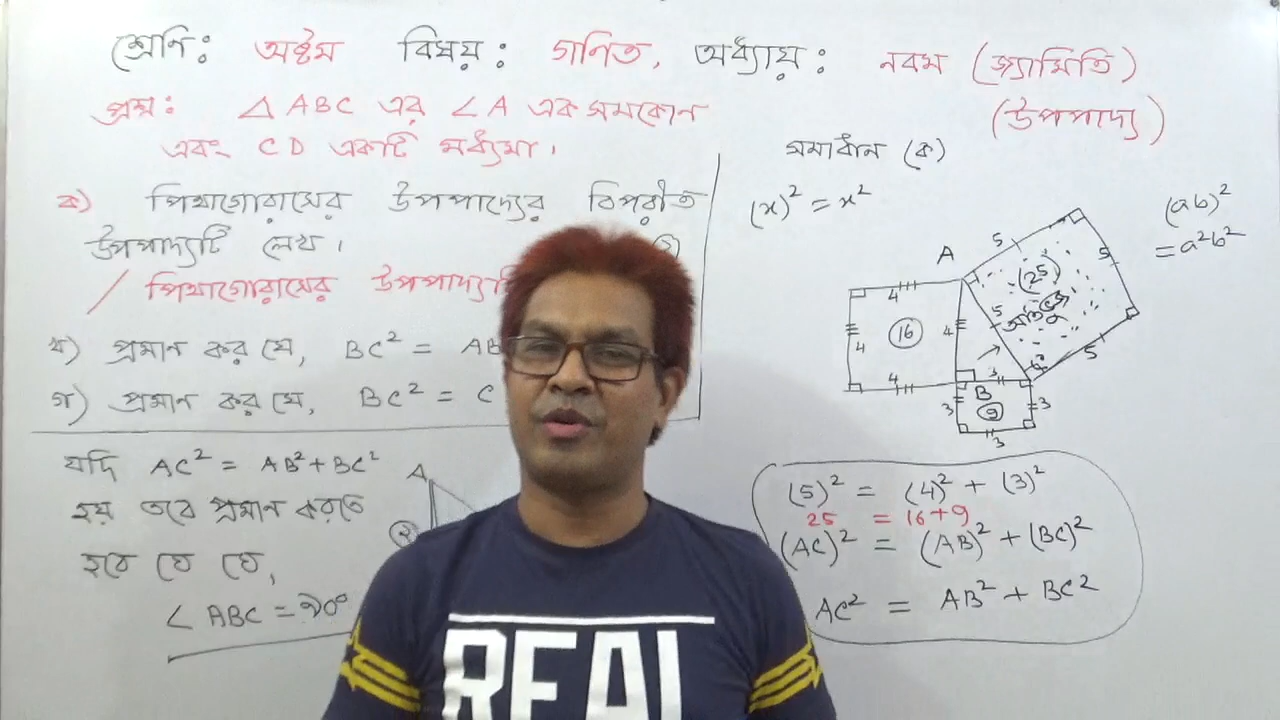 শ্রেণি: অষ্টম বিষয়: গণিত, অধ্যায়: নবম (জ্যামিতি)
(উপপাদ্য)
প্রশ্ন: △ ABC এর ∠A এক সমকোন
এবং CD একটি মধ্যমা।
ক) পিথাগোরাসের উপপাদ্যের বিপরীত
উপপাদ্যটি লেখ।
/ পিথাগোরাসের উপপাদ্য
খ) প্রমান কর যে, BC² = AB
গ) প্রমান কর যে, BC² = C
যদি AC² = AB² + BC²
হয় তবে প্রমান করতে
হবে যে যে,
∠ ABC = ৯০°
A
সমাধান (ক)
(x)² = x²
(ab)²
= a²b²
A
5
5
(25)
5
অতিভুজ
5
4
4
16
4
4
3
B
3
9
3
3
(5)² = (4)² + (3)²
25 = 16+9
(AC)² = (AB)² + (BC)²
AC² = AB² + BC²
REAL